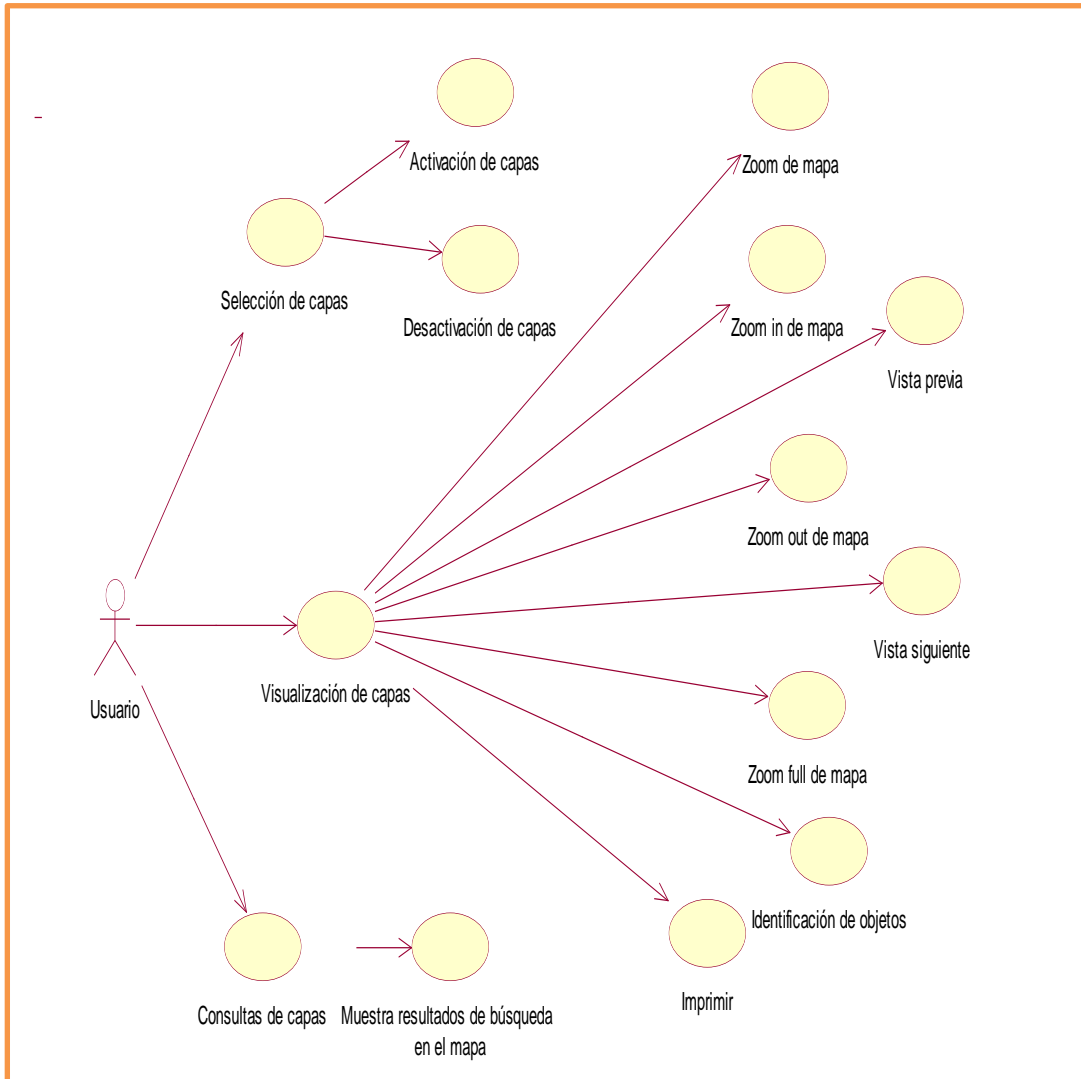 Activación de capas
Zoom de mapa
Selección de capas
Desactivación de capas
Zoom in de mapa
Vista previa
Zoom out de mapa
Vista siguiente
Usuario
Visualización de capas
Zoom full de mapa
Identificación de objetos
Imprimir
Consultas de capas
Muestra resultados de búsqueda
en el mapa